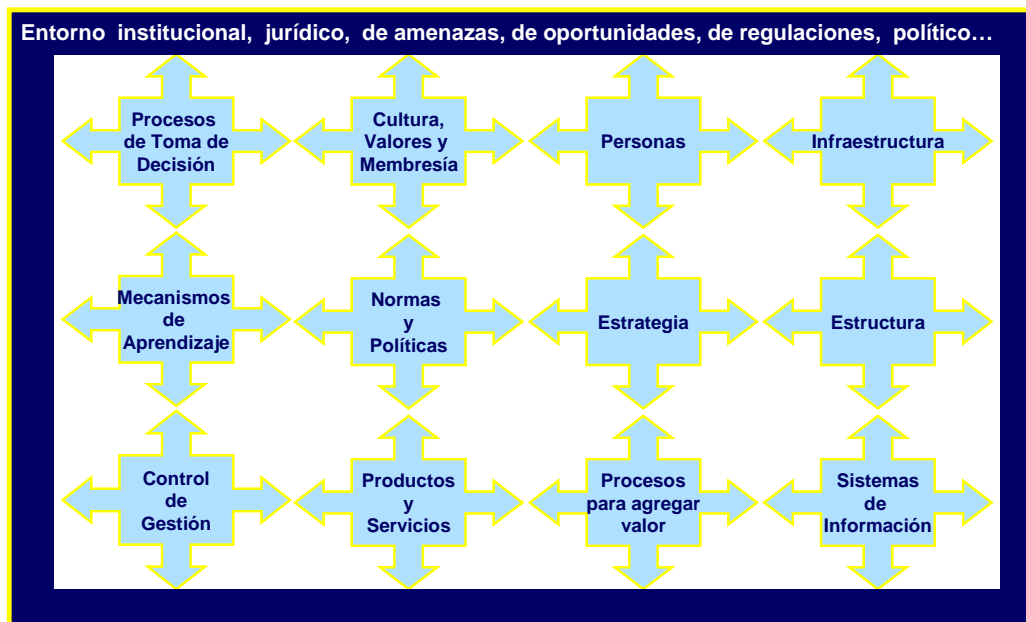 Entorno institucional, jurídico, de amenazas, de oportunidades, de regulaciones, político…
Procesos
de Toma de
Decisión
Cultura,
Valores y
Membresía
Personas
Infraestructura
Mecanismos
de
Aprendizaje
Normas
y
Políticas
Estrategia
Estructura
Control
de
Gestión
Productos
y
Servicios
Procesos
para agregar
valor
Sistemas
de
Información